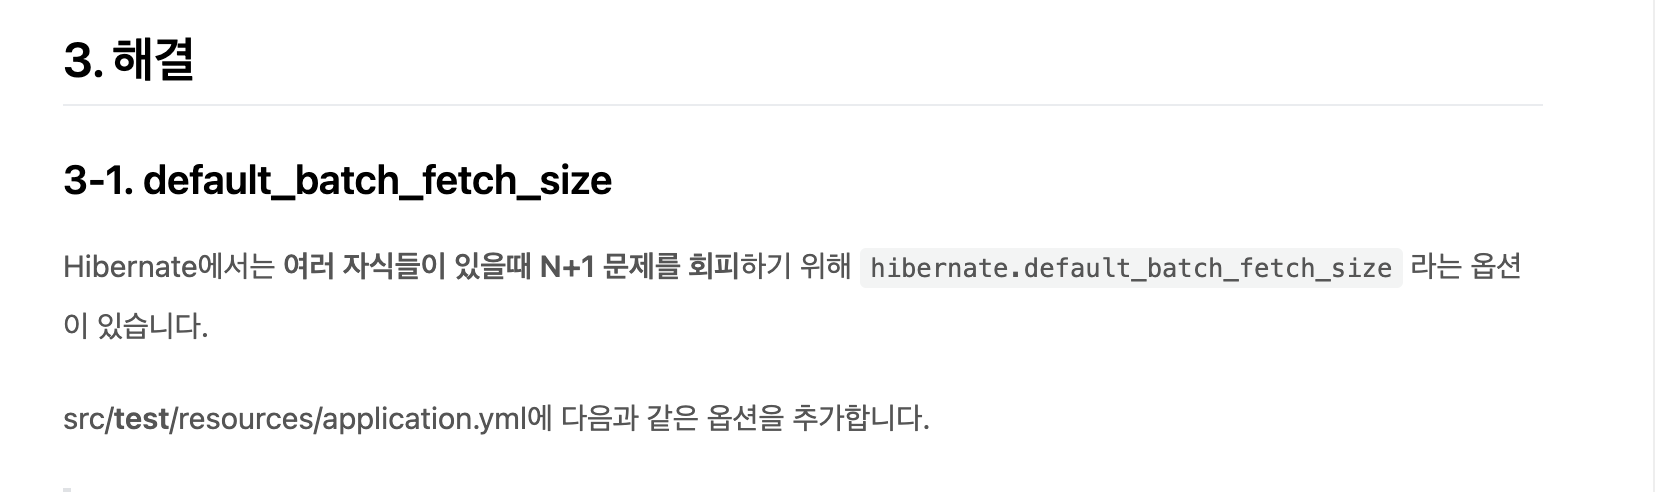 3. 해결
3-1. default_batch_fetch_size
Hibernate에서는 여러 자식들이 있을때 N+1 문제를 회피하기 위해 hibernate.default_batch_fetch_size 라는 옵션
이 있습니다.
src/test/resources/application.yml에 다음과 같은 옵션을 추가합니다.